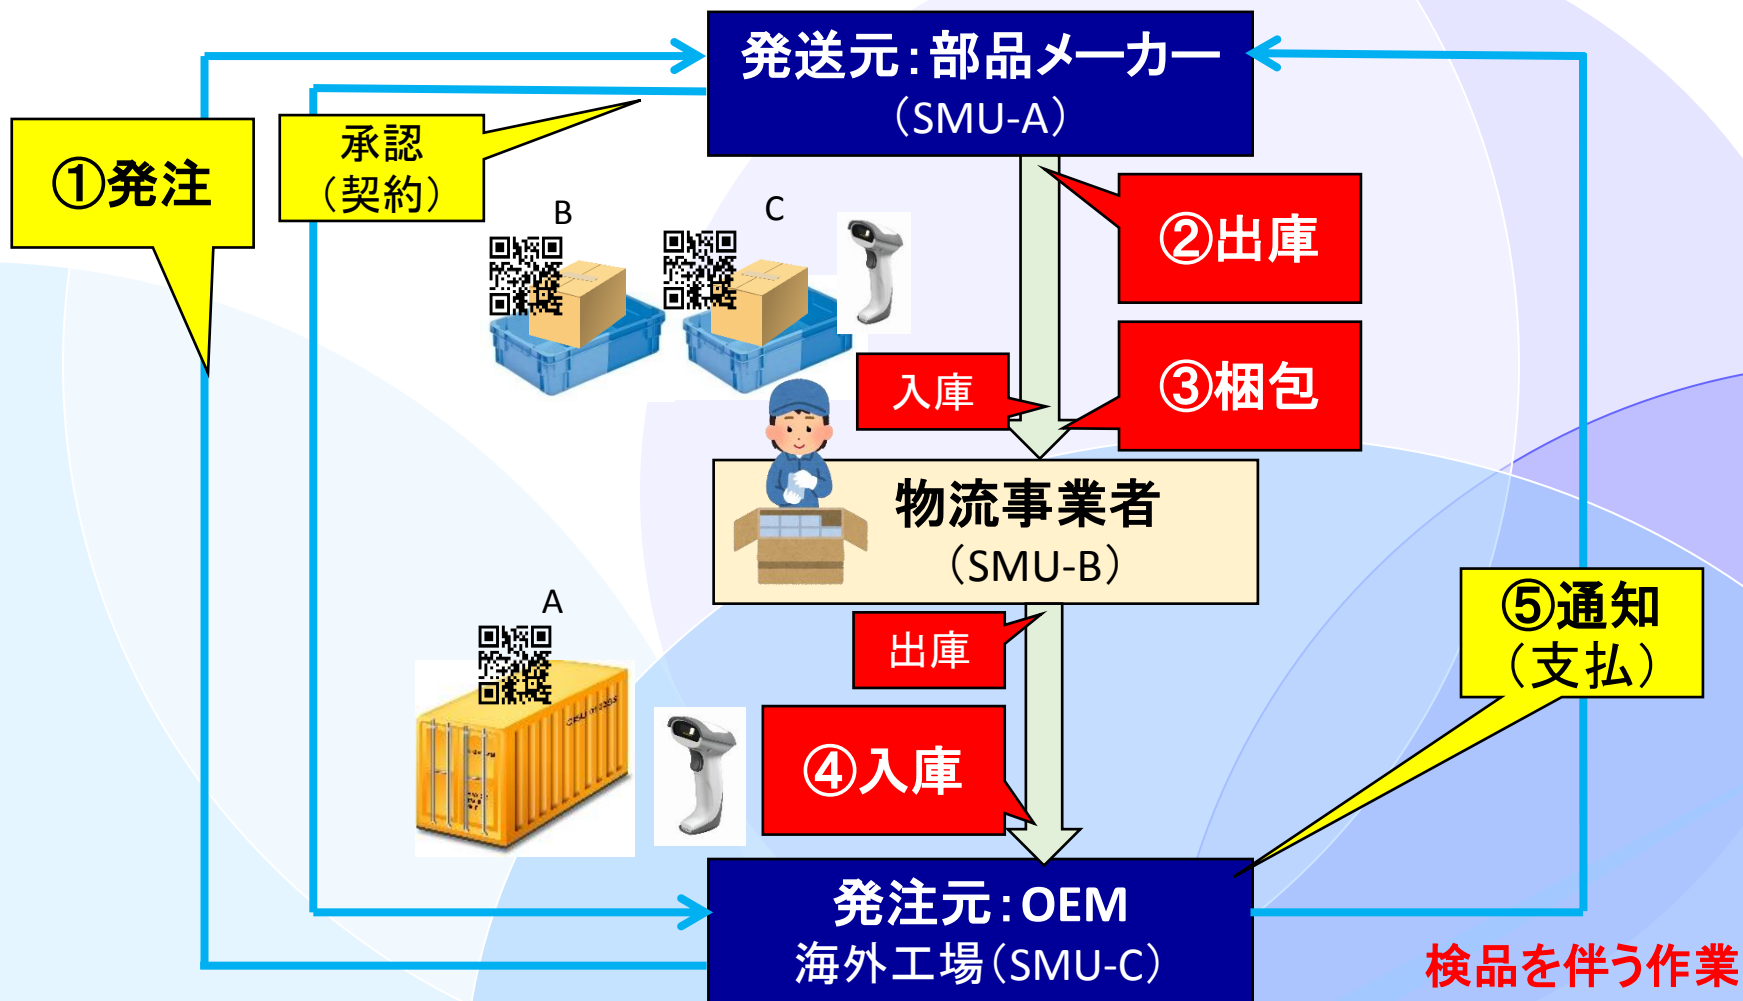 発送元：部品メーカー
（SMU-A）
①発注
承認
（契約）
B
C
②出庫
③梱包
入庫
物流事業者
（SMU-B）
出庫
A
⑤通知
（支払）
④入庫
発注元：OEM
海外工場（SMU-C）
検品を伴う作業